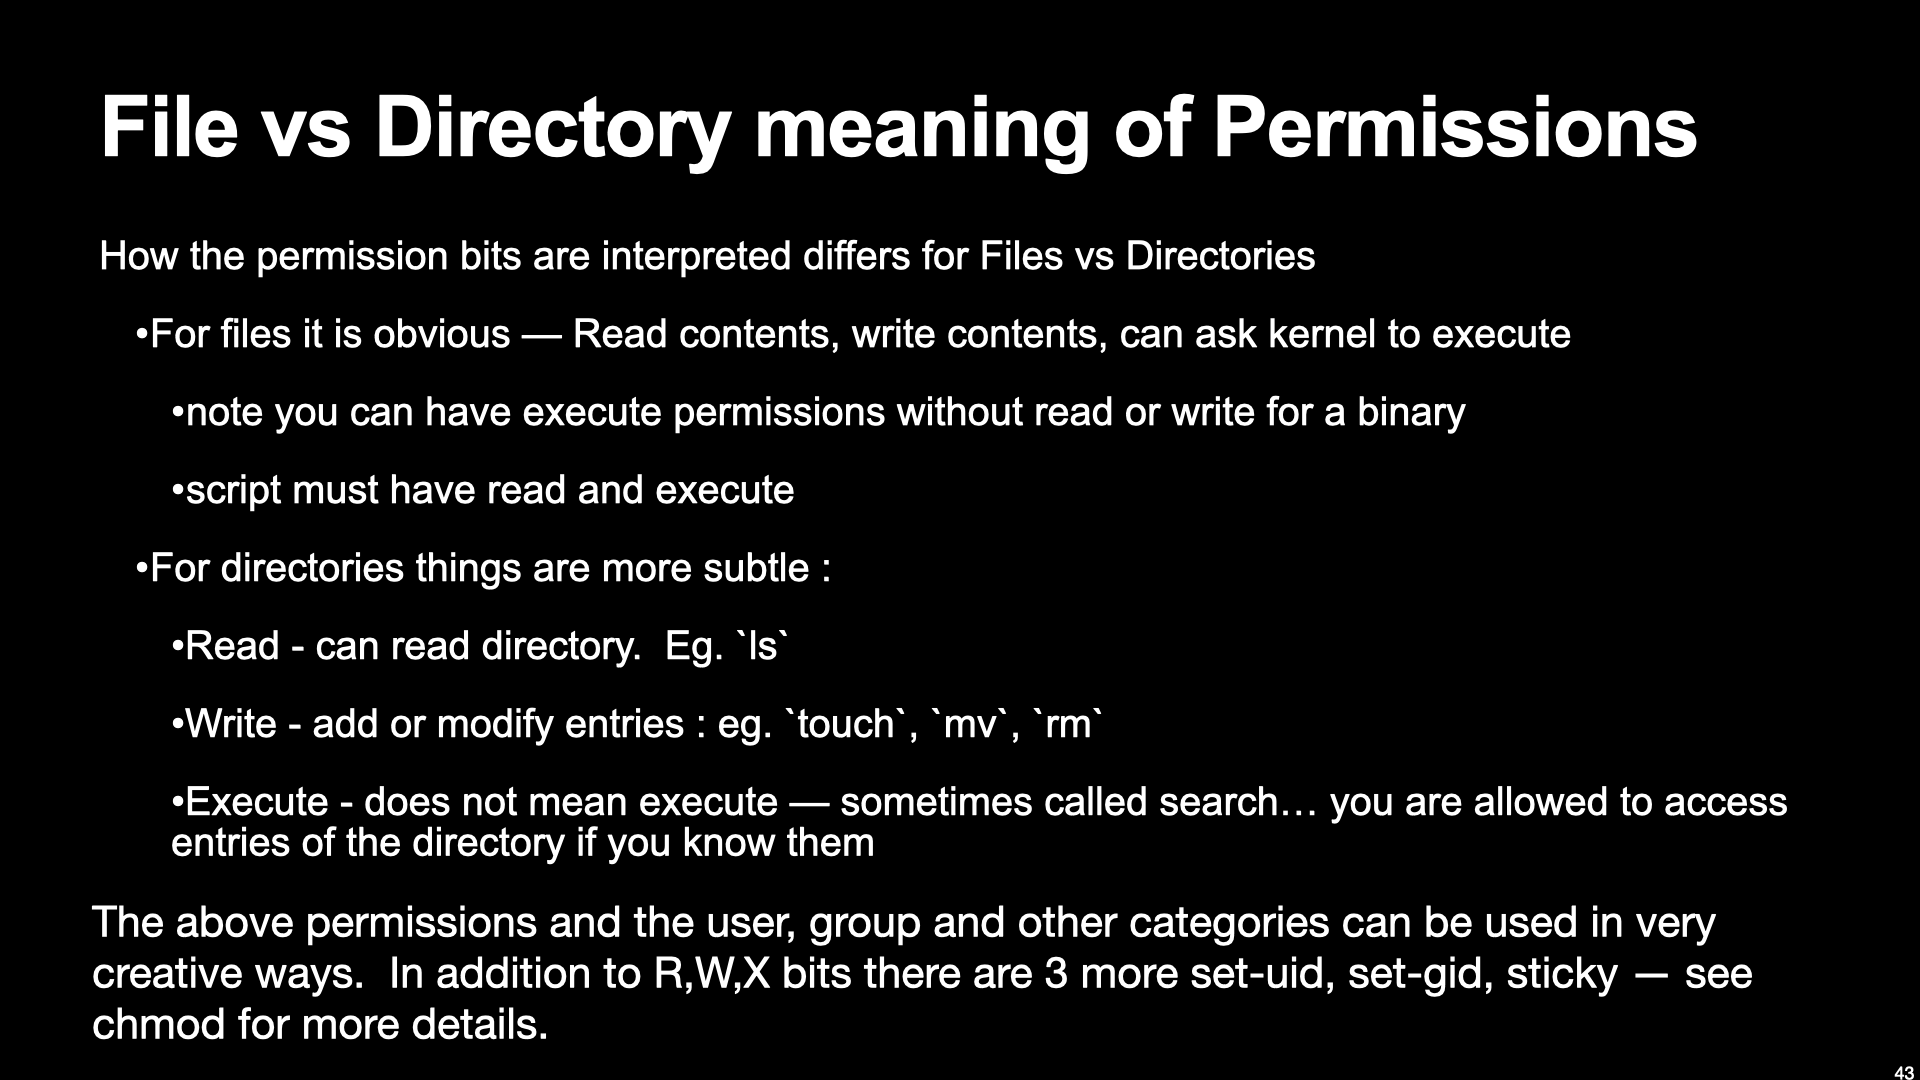 File vs Directory meaning of Permissions
How the permission bits are interpreted differs for Files vs Directories
•For files it is obvious — Read contents, write contents, can ask kernel to execute
•note you can have execute permissions without read or write for a binary
•script must have read and execute
•For directories things are more subtle :
•Read - can read directory.  Eg. `ls`
•Write - add or modify entries : eg. `touch`, `mv`, `rm`
•Execute - does not mean execute — sometimes called search… you are allowed to access
entries of the directory if you know them
The above permissions and the user, group and other categories can be used in very
creative ways.  In addition to R,W,X bits there are 3 more set-uid, set-gid, sticky — see
chmod for more details.
43